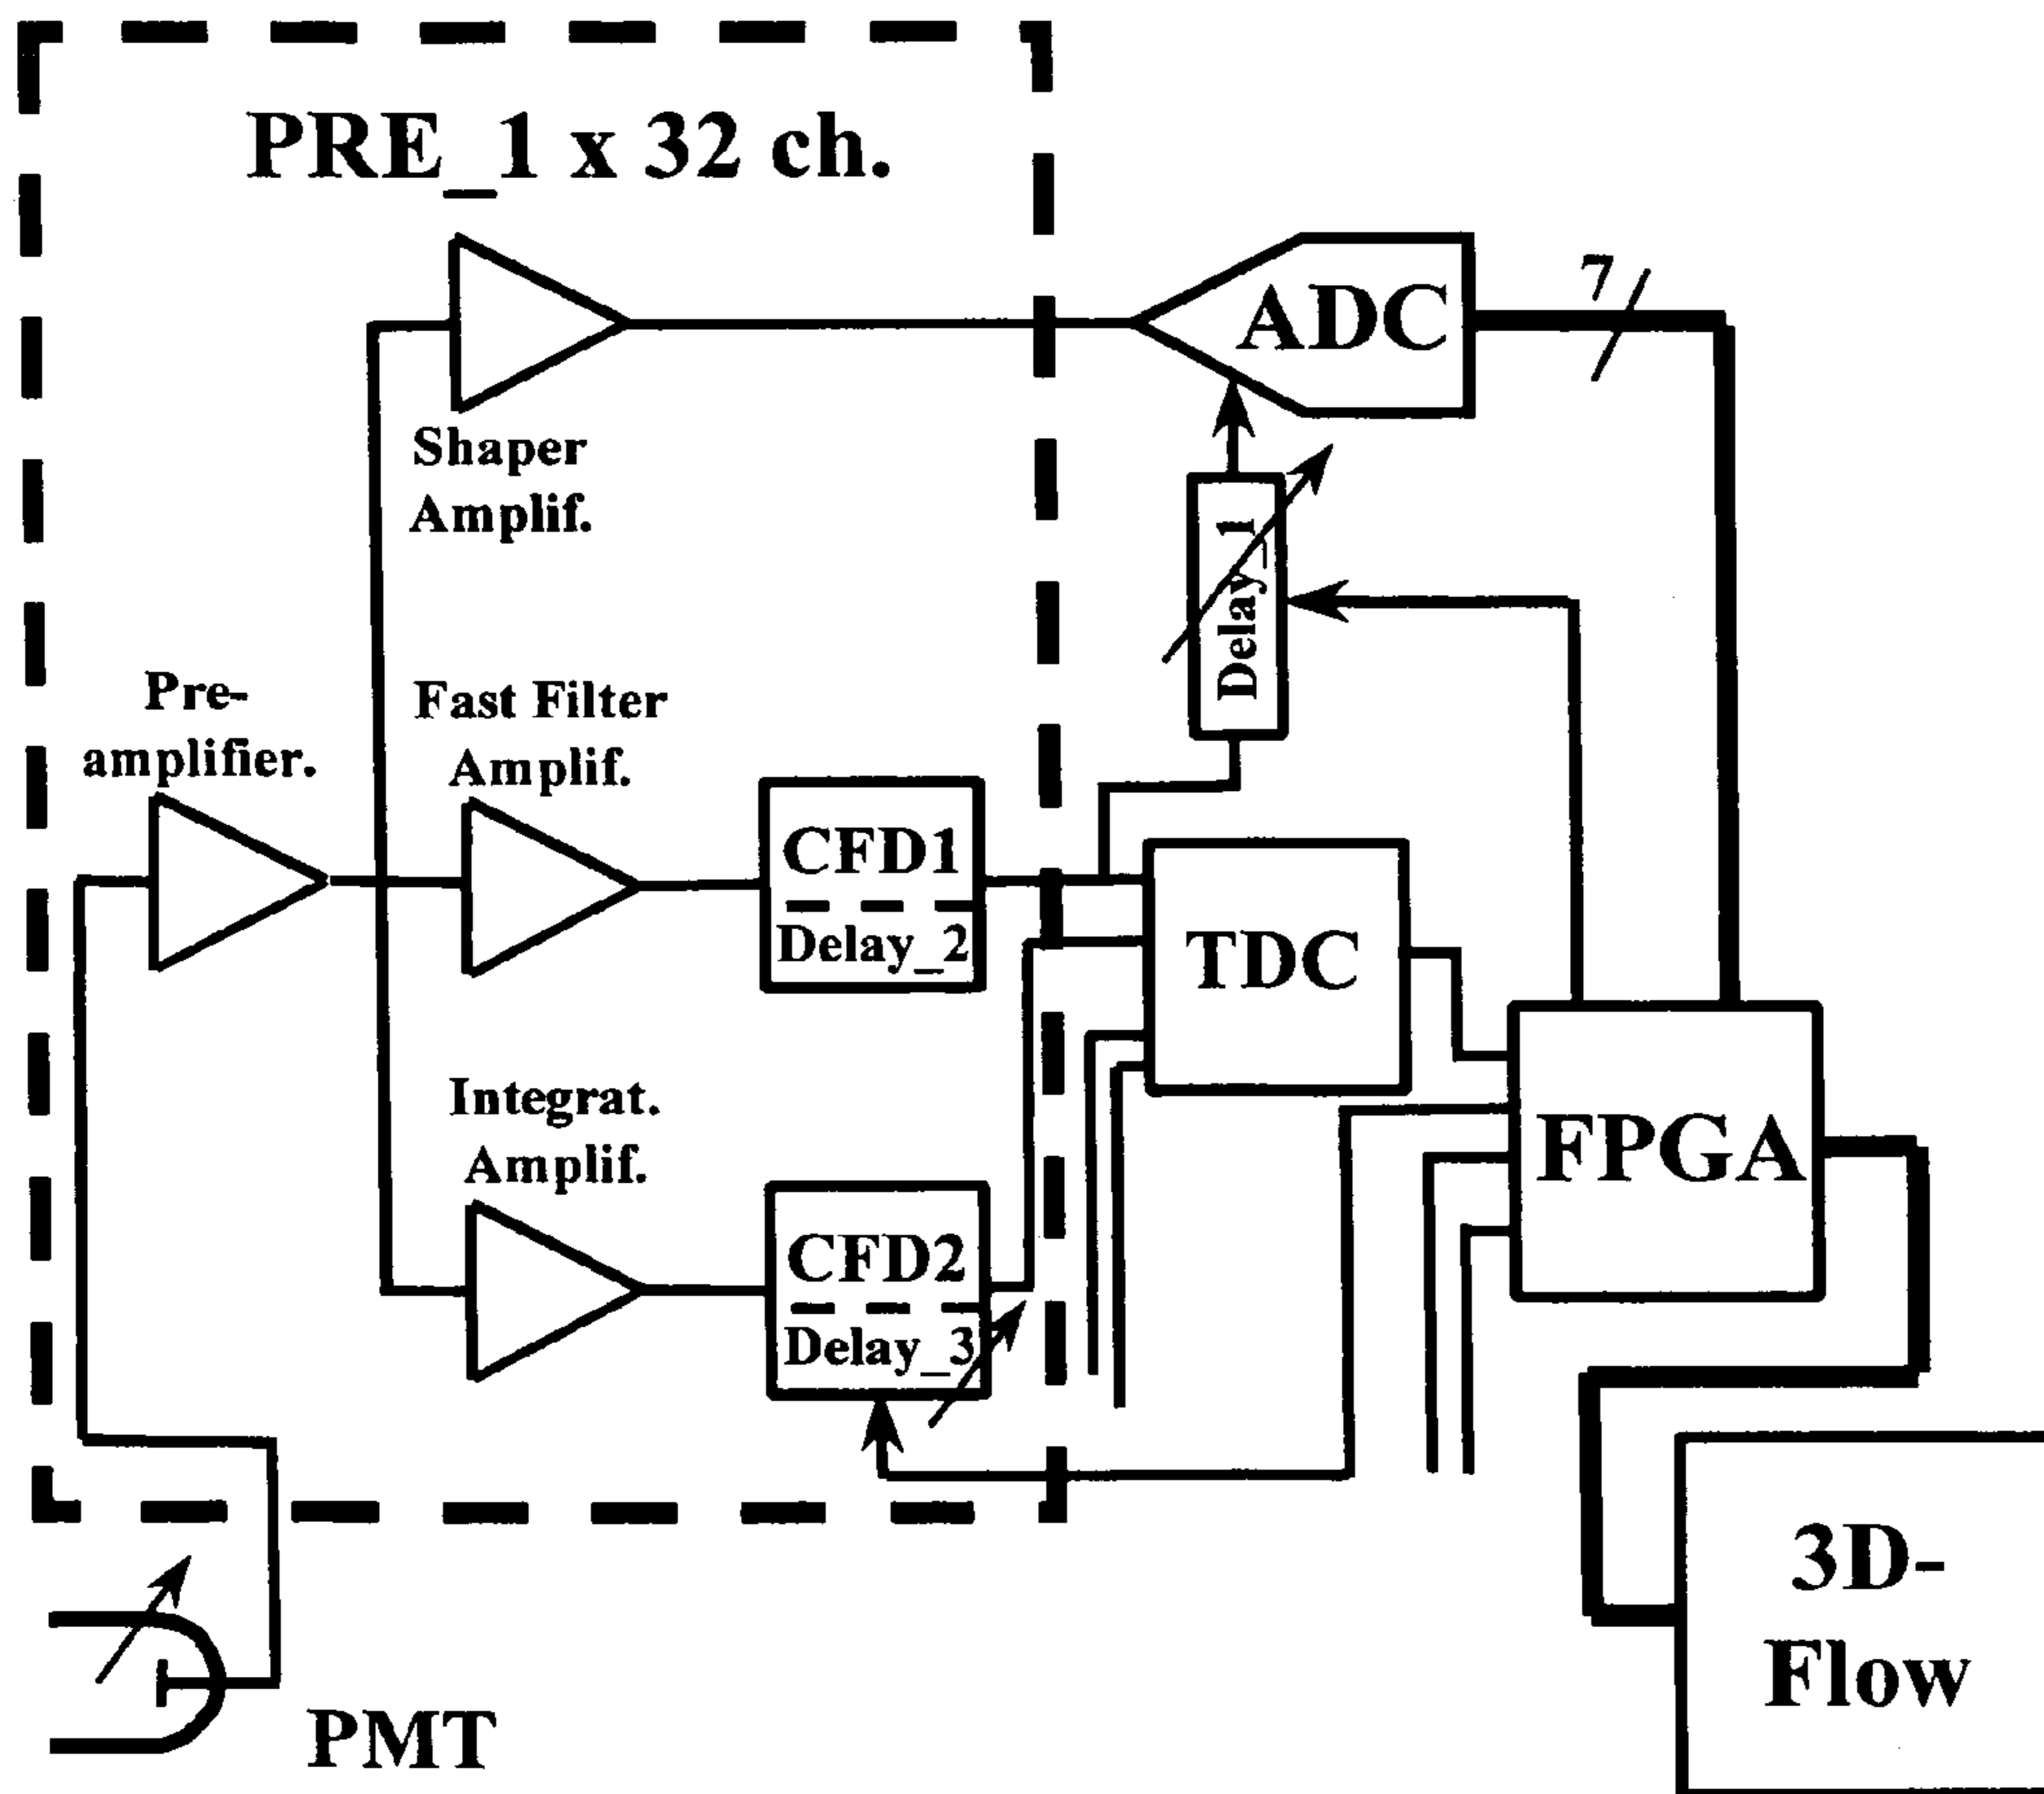 PRE_1 x 32 ch.
ADC
7
Shaper
Amplif.
Delay_1
Pre-
amplifier.
Fast Filter
Amplif.
CFD1
Delay_2
TDC
Integrat.
Amplif.
FPGA
CFD2
Delay_3
3D-
Flow
PMT